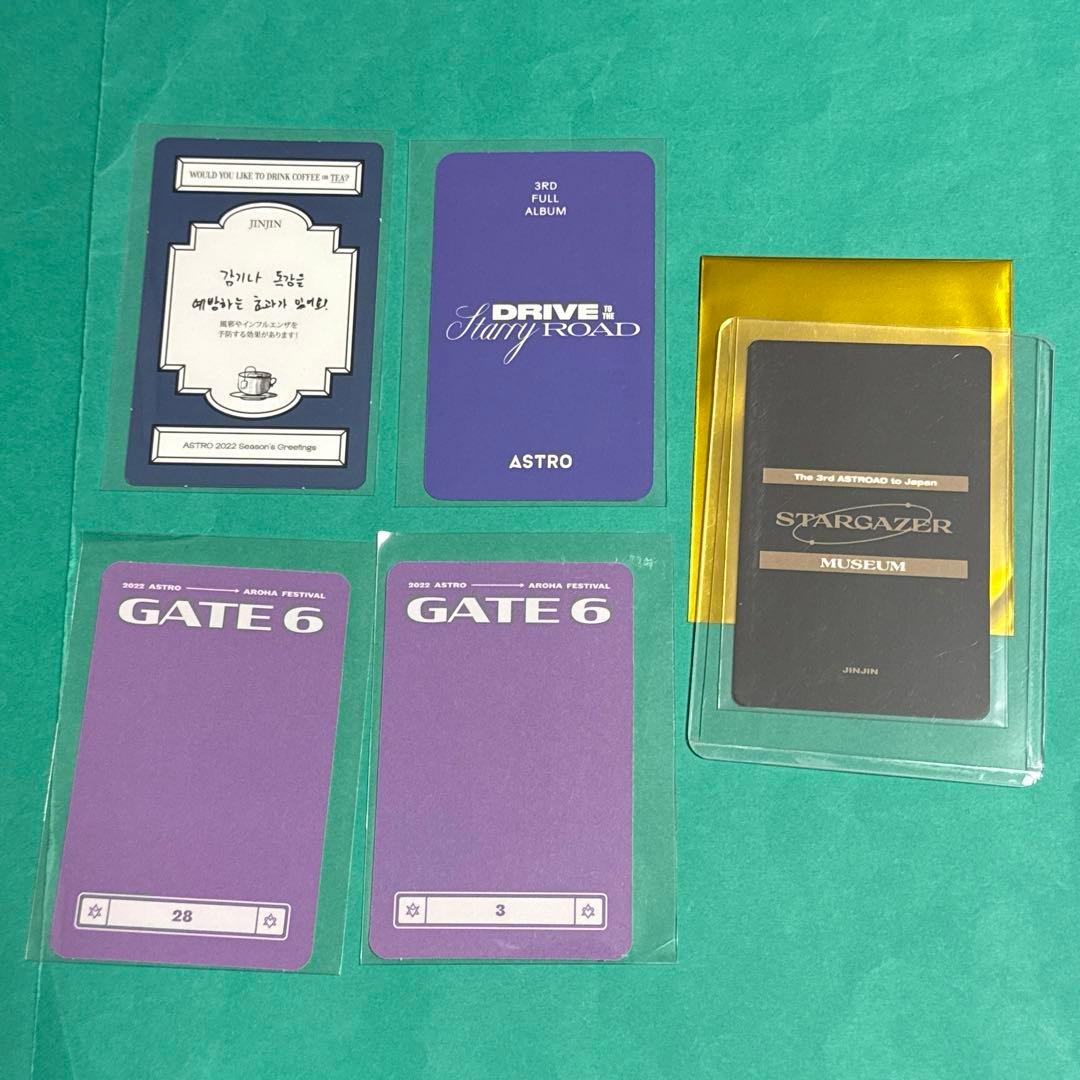 WOULD YOU LIKE TO DRINK COFFEE OR TEA?
JINJIN
감기나 독감을
예방하는 효과가 있어요!
風邪やインフルエンザを
予防する効果があります!
ASTRO 2022 Season's Greetings
3RD
FULL
ALBUM
DRIVE TO THE
Starry ROAD
ASTRO
The 3rd ASTROAD to Japan
STARGAZER
MUSEUM
JINJIN
2022 ASTRO AROHA FESTIVAL
GATE 6
28
2022 ASTRO AROHA FESTIVAL
GATE 6
3